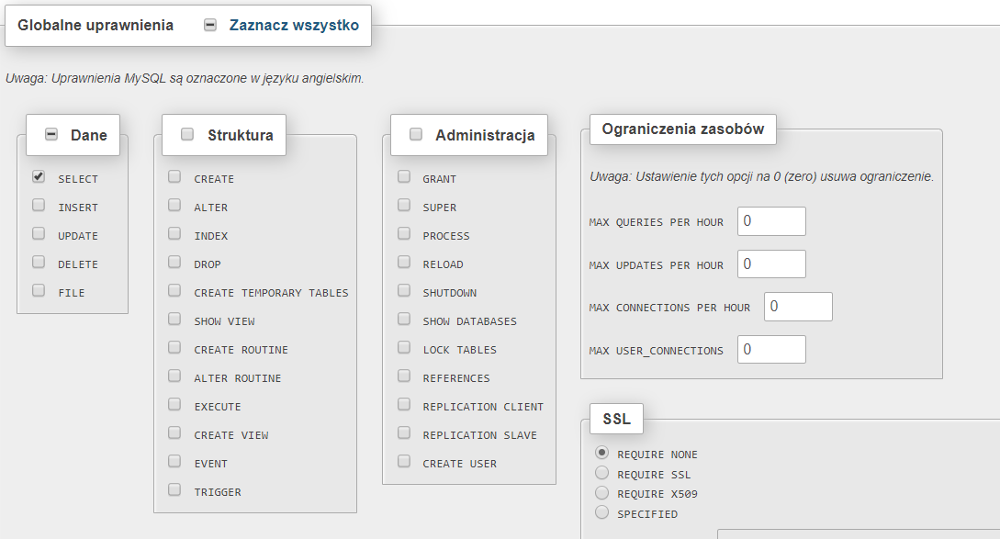 Globalne uprawnienia Zaznacz wszystko
Uwaga: Uprawnienia MySQL są oznaczone w języku angielskim.
Dane
SELECT
INSERT
UPDATE
DELETE
FILE
Struktura
CREATE
ALTER
INDEX
DROP
CREATE TEMPORARY TABLES
SHOW VIEW
CREATE ROUTINE
ALTER ROUTINE
EXECUTE
CREATE VIEW
EVENT
TRIGGER
Administracja
GRANT
SUPER
PROCESS
RELOAD
SHUTDOWN
SHOW DATABASES
LOCK TABLES
REFERENCES
REPLICATION CLIENT
REPLICATION SLAVE
CREATE USER
Ograniczenia zasobów
Uwaga: Ustawienie tych opcji na 0 (zero) usuwa ograniczenie.
MAX QUERIES PER HOUR 0
MAX UPDATES PER HOUR 0
MAX CONNECTIONS PER HOUR 0
MAX USER_CONNECTIONS 0
SSL
REQUIRE NONE
REQUIRE SSL
REQUIRE X509
SPECIFIED